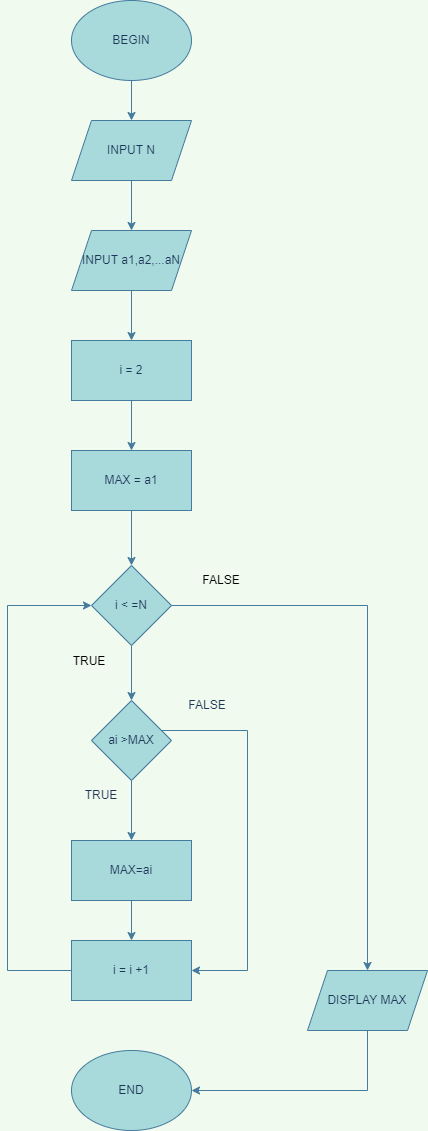 BEGIN
INPUT N
INPUT a1,a2,...aN
i = 2
MAX = a1
FALSE
i < =N
TRUE
FALSE
ai >MAX
TRUE
MAX=ai
i = i +1
DISPLAY MAX
END